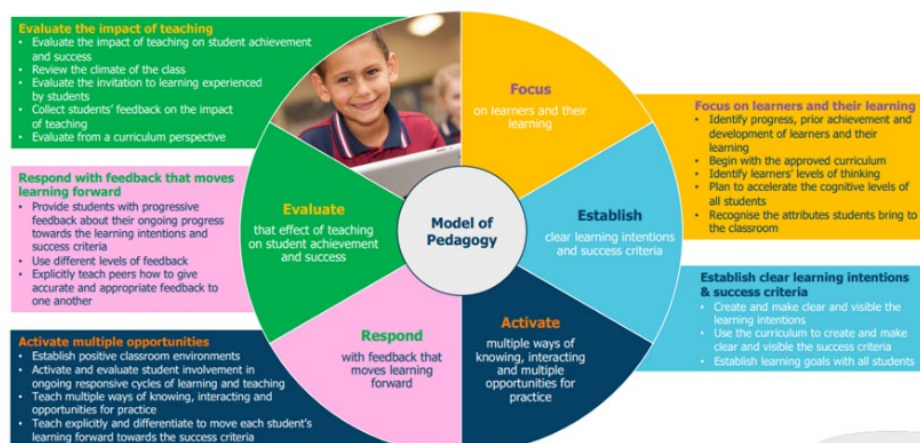 Evaluate the impact of teaching
• Evaluate the impact of teaching on student achievement
and success
• Review the climate of the class
• Evaluate the invitation to learning experienced
by students
• Collect students' feedback on the impact
of teaching
• Evaluate from a curriculum perspective
Respond with feedback that moves
learning forward
• Provide students with progressive
feedback about their ongoing progress
towards the learning intentions and
success criteria
• Use different levels of feedback
• Explicitly teach peers how to give
accurate and appropriate feedback to
one another
Activate multiple opportunities
• Establish positive classroom environments
• Activate and evaluate student involvement in
ongoing responsive cycles of learning and teaching
• Teach multiple ways of knowing, interacting and
opportunities for practice
• Teach explicitly and differentiate to move each student's
learning forward towards the success criteria
Focus
on learners and their
learning
Establish
clear learning intentions
and success criteria
Activate
multiple ways of
knowing, interacting
and multiple
opportunities for
practice
Respond
with feedback that
moves learning
forward
Evaluate
that effect of teaching
on student achievement
and success
Model of
Pedagogy
Focus on learners and their learning
• Identify progress, prior achievement and
development of learners and their
learning
• Begin with the approved curriculum
• Identify learners' levels of thinking
• Plan to accelerate the cognitive levels of
all students
• Recognise the attributes students bring to
the classroom
Establish clear learning intentions
& success criteria
• Create and make clear and visible the
learning intentions
• Use the curriculum to create and make
clear and visible the success criteria
• Establish learning goals with all students